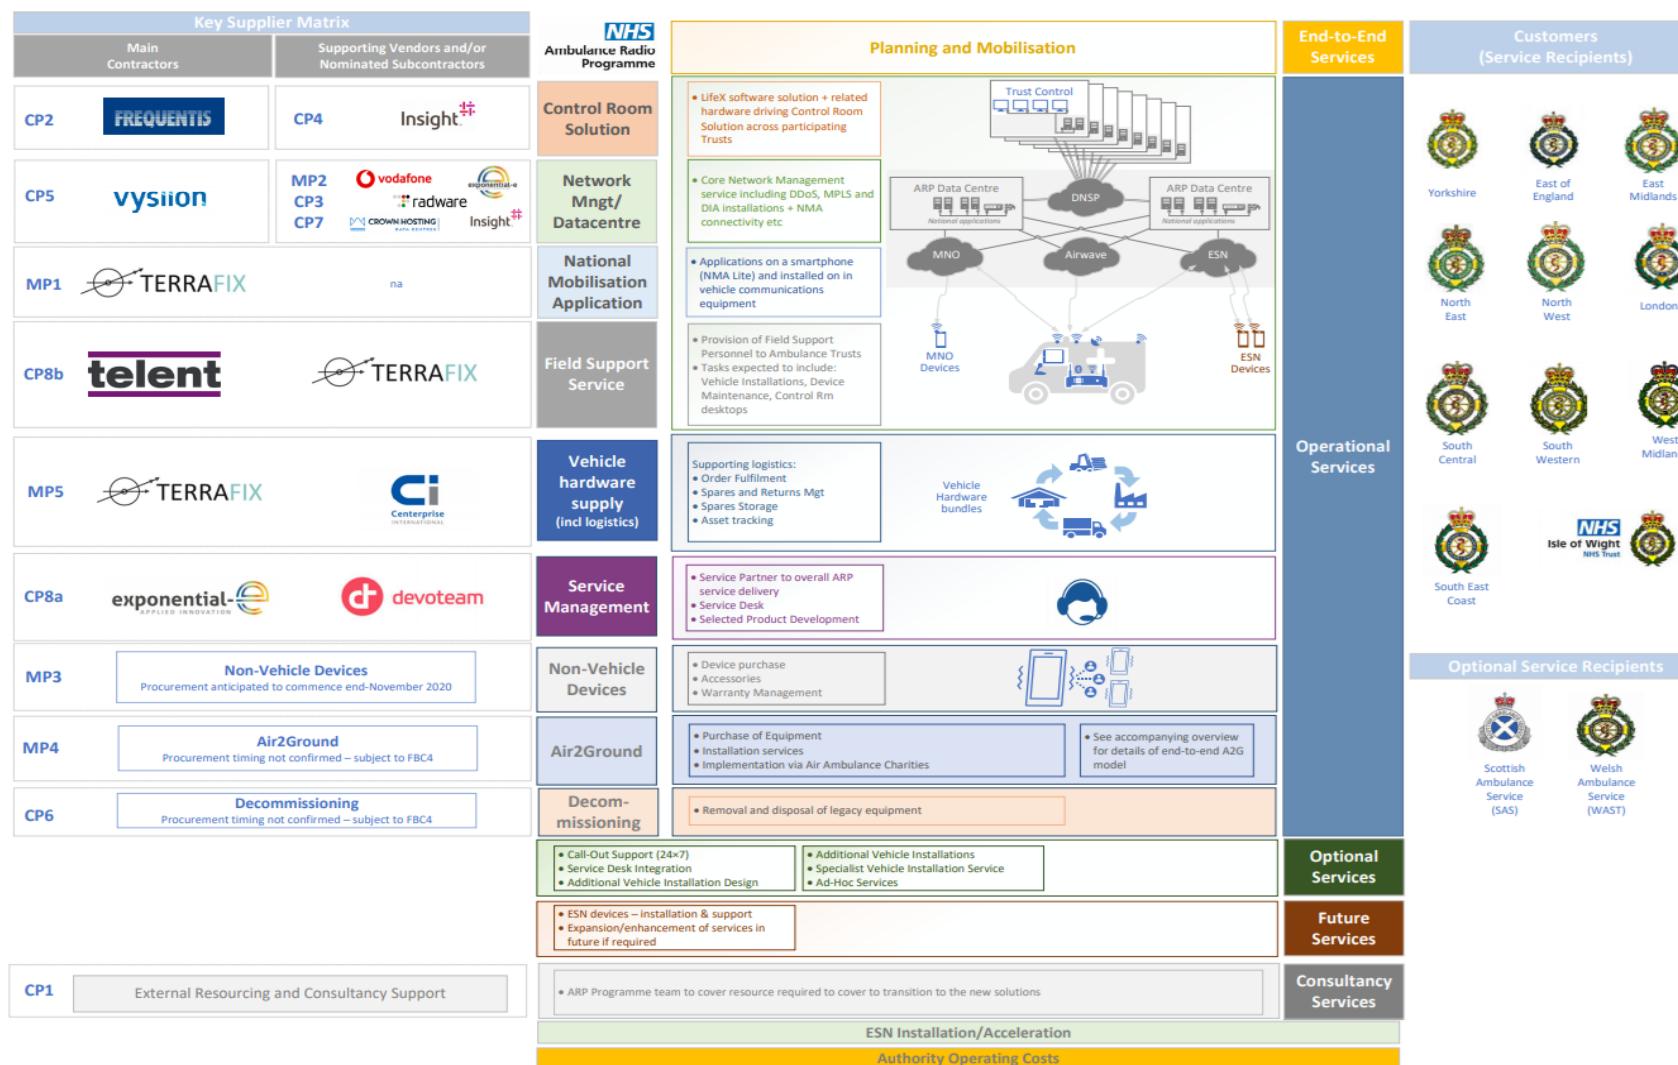 Key Supplier Matrix
Main
Contractors
Supporting Vendors and/or
Nominated Subcontractors
NHS
Ambulance Radio
Programme
Planning and Mobilisation
End-to-End
Services
Customers
(Service Recipients)
CP2
FREQUENTIS
CP4
Insight
Control Room
Solution
• LifeX software solution + related
hardware driving Control Room
Solution across participating
Trusts
Trust Control
CP5
vysiion
MP2
CP3
CP7
vodafone
exponential-e
radware
CROWN HOSTING
DATA CENTRES
Insight
Network
Mngt/
Datacentre
• Core Network Management
service including DDoS, MPLS and
DIA installations + NMA
connectivity etc
ARP Data Centre
National applications
DNSP
ARP Data Centre
National applications
MNO
Airwave
ESN
MP1
TERRAFIX
na
National
Mobilisation
Application
• Applications on a smartphone
(NMA Lite) and installed on in
vehicle communications
equipment
CP8b
telent
TERRAFIX
Field Support
Service
• Provision of Field Support
Personnel to Ambulance Trusts
• Tasks expected to include:
Vehicle Installations, Device
Maintenance, Control Rm
desktops
MNO
Devices
ESN
Devices
Operational
Services
MP5
TERRAFIX
Ci
Centerprise
INTERNATIONAL
Vehicle
hardware
supply
(incl logistics)
Supporting logistics:
• Order Fulfilment
• Spares and Returns Mgt
• Spares Storage
• Asset tracking
Vehicle
Hardware
bundles
CP8a
exponential-e
APPLIED INNOVATION
devoteam
Service
Management
• Service Partner to overall ARP
service delivery
• Service Desk
• Selected Product Development
MP3
Non-Vehicle Devices
Procurement anticipated to commence end-November 2020
Non-Vehicle
Devices
• Device purchase
• Accessories
• Warranty Management
MP4
Air2Ground
Procurement timing not confirmed – subject to FBC4
Air2Ground
• Purchase of Equipment
• Installation services
• Implementation via Air Ambulance Charities
• See accompanying overview
for details of end-to-end A2G
model
CP6
Decommissioning
Procurement timing not confirmed – subject to FBC4
Decom-
missioning
• Removal and disposal of legacy equipment
• Call-Out Support (24×7)
• Service Desk Integration
• Additional Vehicle Installation Design
• Additional Vehicle Installations
• Specialist Vehicle Installation Service
• Ad-Hoc Services
Optional
Services
• ESN devices – installation & support
• Expansion/enhancement of services in
future if required
Future
Services
CP1
External Resourcing and Consultancy Support
• ARP Programme team to cover resource required to cover to transition to the new solutions
Consultancy
Services
ESN Installation/Acceleration
Authority Operating Costs
Yorkshire
East of
England
East
Midlands
North
East
North
West
London
South
Central
South
Western
West
Midlan
South East
Coast
NHS
Isle of Wight
NHS Trust
Optional Service Recipients
Scottish
Ambulance
Service
(SAS)
Welsh
Ambulance
Service
(WAST)